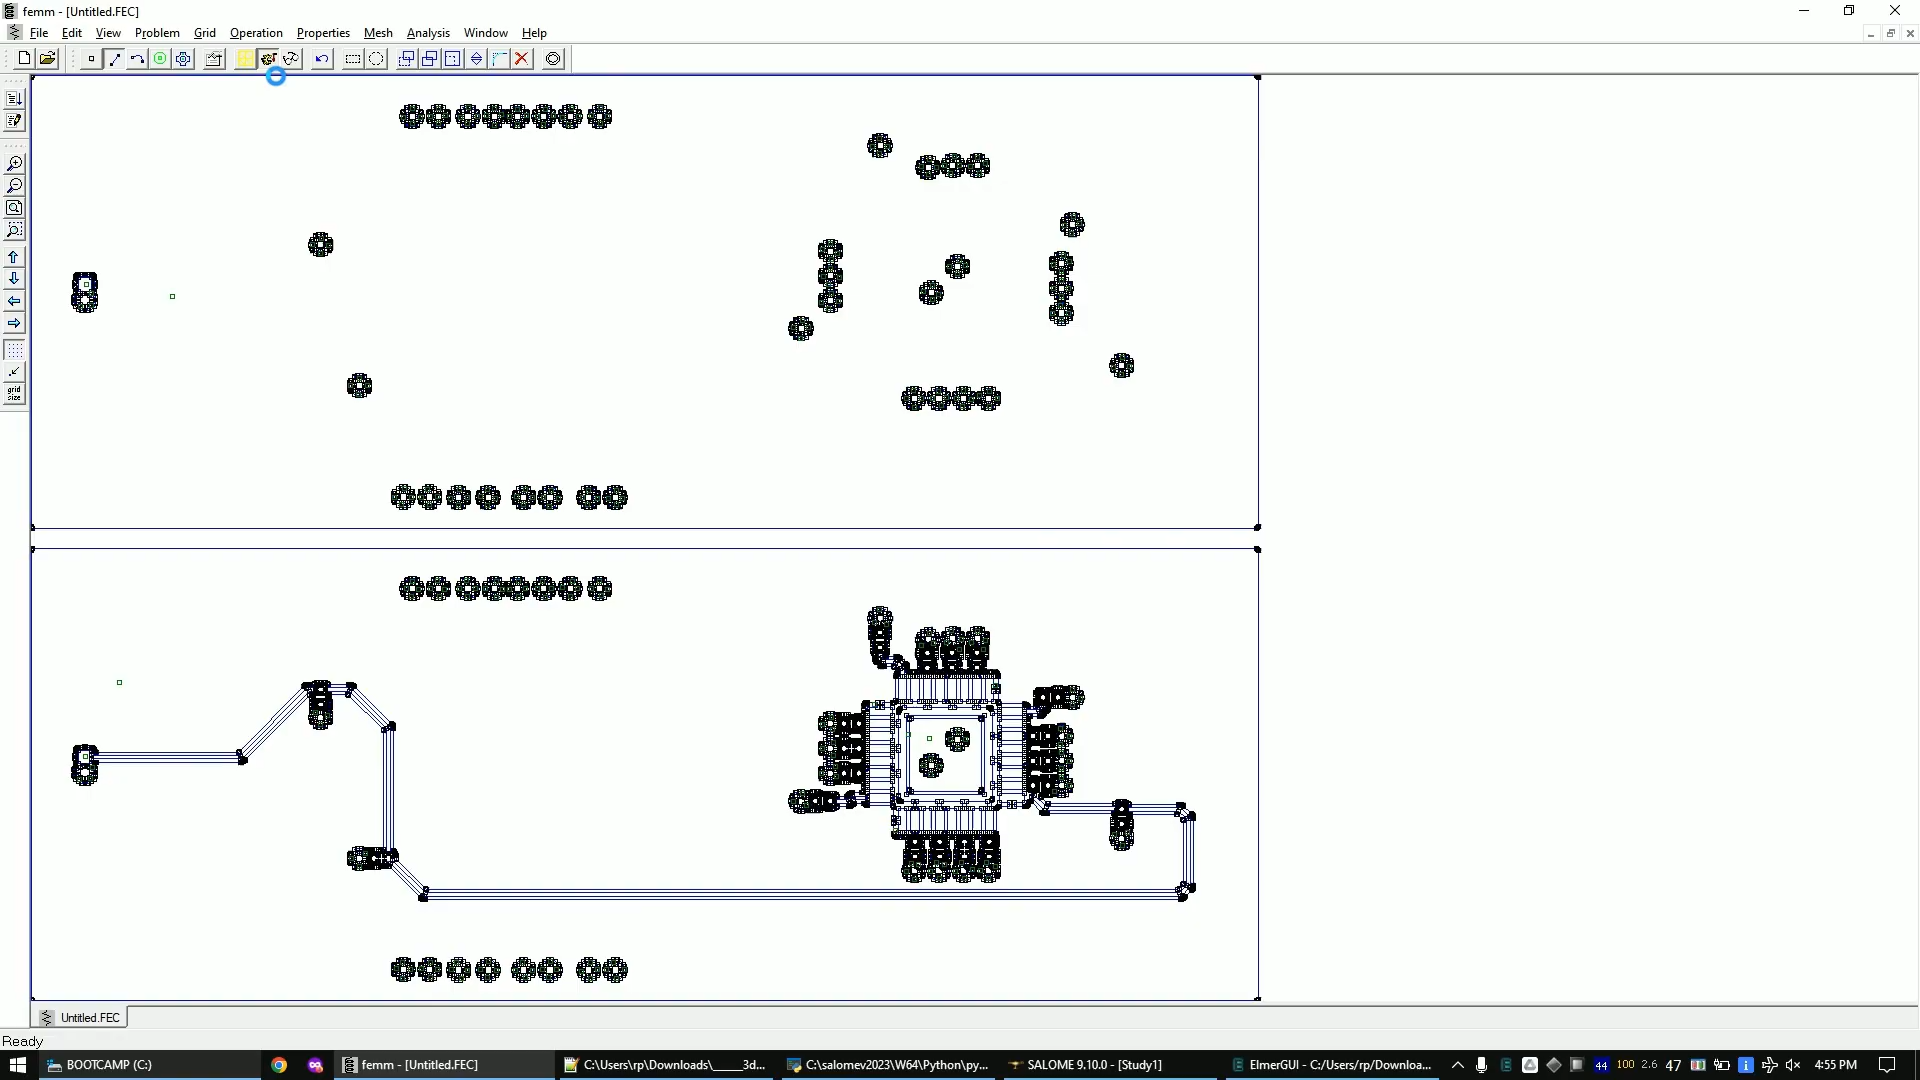 femm - [Untitled.FEC]
File Edit View Problem Grid Operation Properties Mesh Analysis Window Help
grid
size
Untitled.FEC
Ready
BOOTCAMP (C:)
femm - [Untitled.FEC]
C:\Users\rp\Downloads\_____3d...
C:\salomev2023\W64\Python\py...
SALOME 9.10.0 - [Study1]
ElmerGUI - C:/Users/rp/Downloa...
44 100 2.6 47
4:55 PM